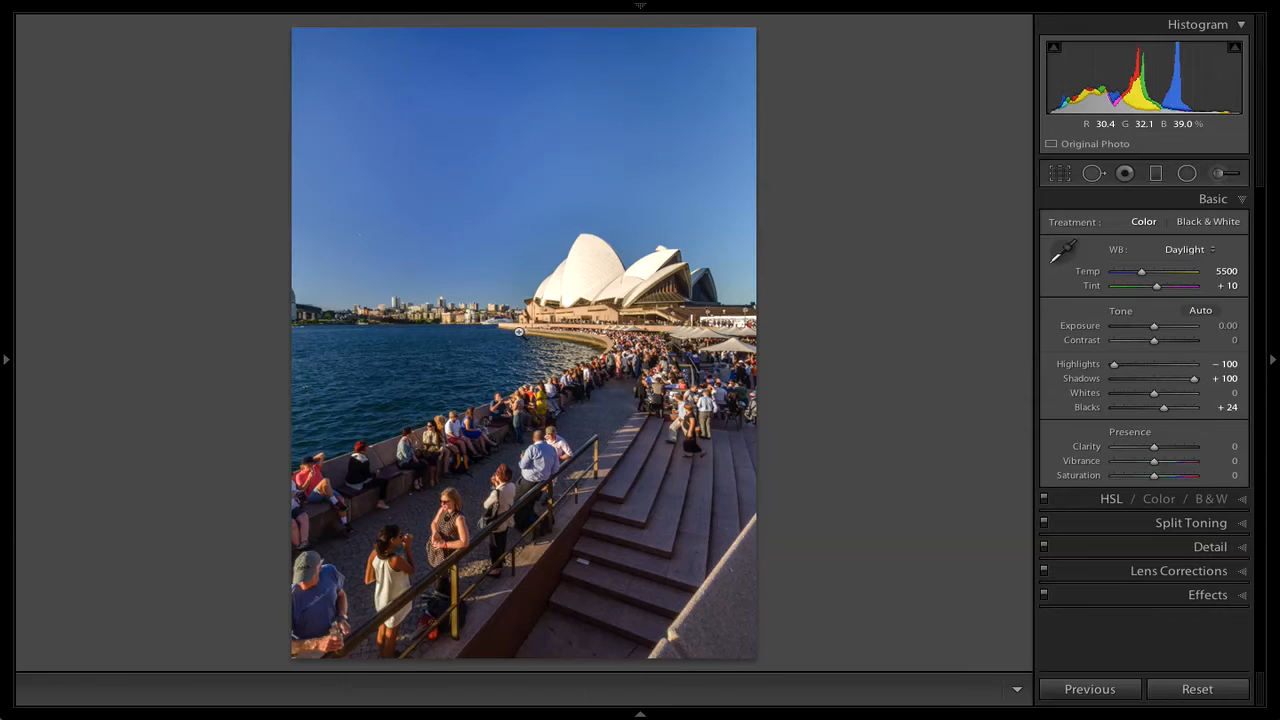 Histogram
R 30.4 G 32.1 B 39.0 %
Original Photo
Basic
Treatment : Color Black & White
WB : Daylight
Temp 5500
Tint + 10
Tone Auto
Exposure 0.00
Contrast 0
Highlights − 100
Shadows + 100
Whites 0
Blacks + 24
Presence
Clarity 0
Vibrance 0
Saturation 0
HSL / Color / B & W
Split Toning
Detail
Lens Corrections
Effects
Previous Reset